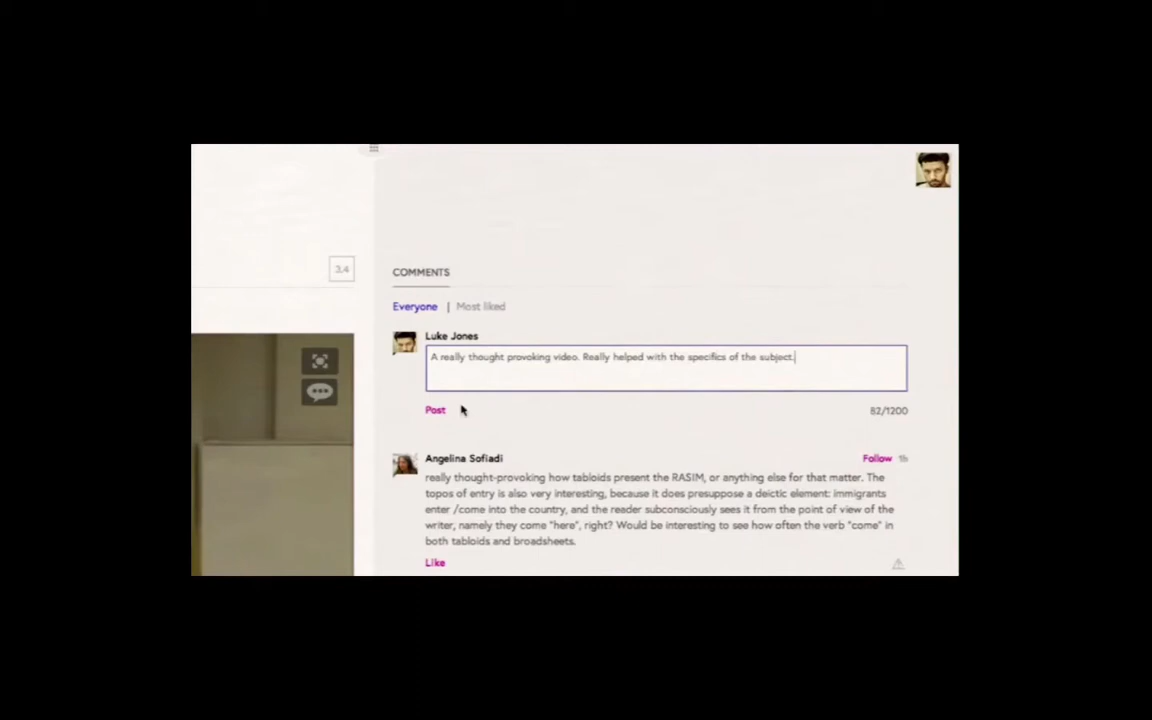 3.4
COMMENTS
Everyone | Most liked
Luke Jones
A really thought provoking video. Really helped with the specifics of the subject.
Post
82/1200
Angelina Sofiadi
Follow 1h
really thought-provoking how tabloids present the RASIM, or anything else for that matter. The
topos of entry is also very interesting, because it does presuppose a deictic element: immigrants
enter /come into the country, and the reader subconsciously sees it from the point of view of the
writer, namely they come "here", right? Would be interesting to see how often the verb "come" in
both tabloids and broadsheets.
Like